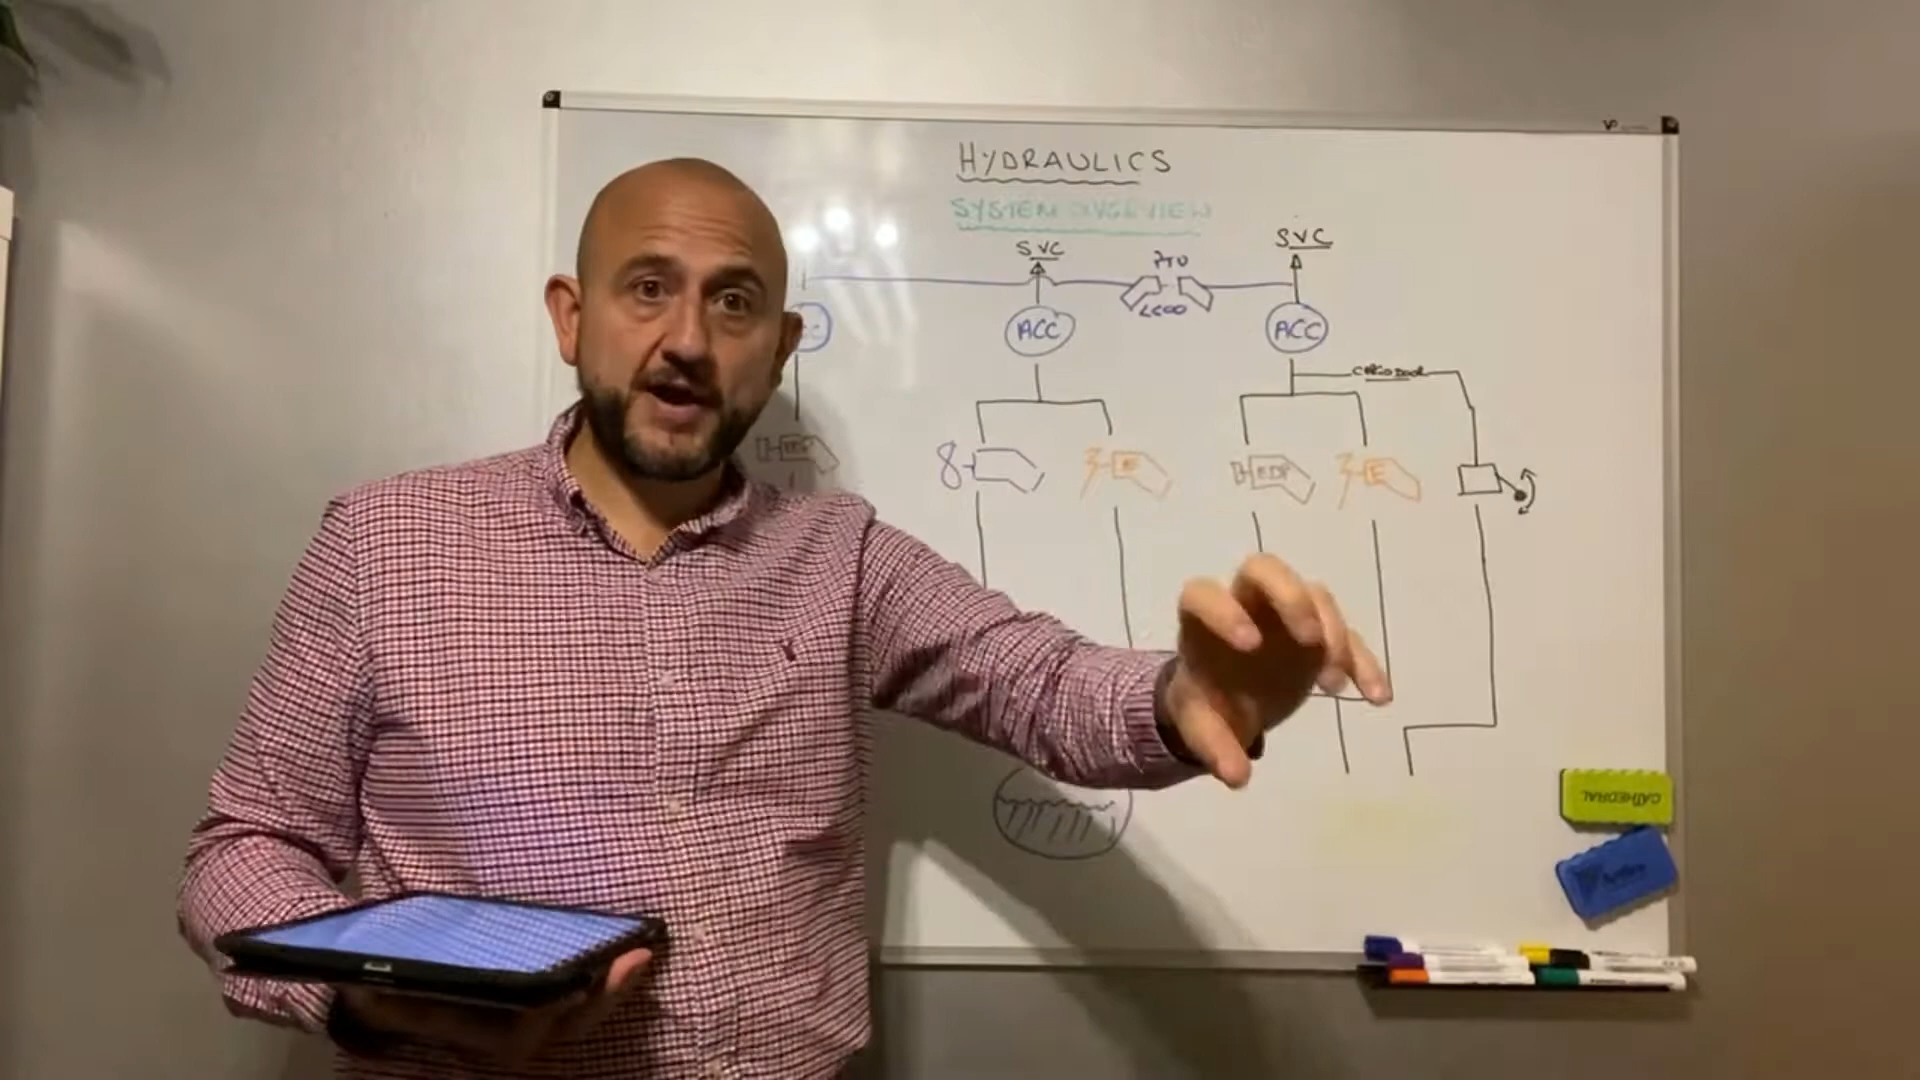 HYDRAULICS
SYSTEM OVERVIEW
SVC
SVC
PTU
ACC
ACC
CARGO DOOR
E
EDP
E
CATHEDRAL